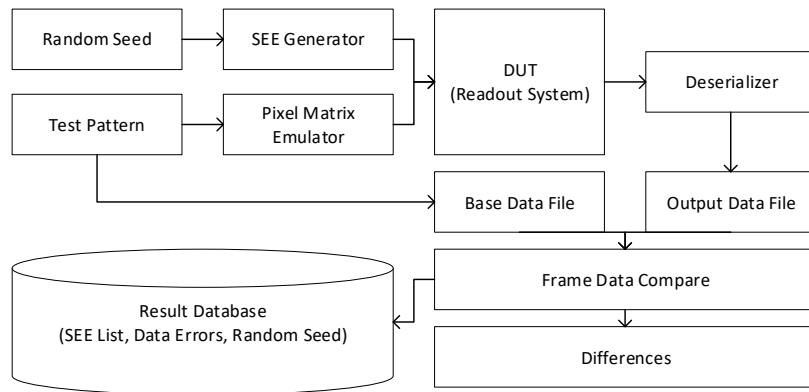 Random Seed
SEE Generator
DUT
(Readout System)
Deserializer
Test Pattern
Pixel Matrix
Emulator
Base Data File
Output Data File
Result Database
(SEE List, Data Errors, Random Seed)
Frame Data Compare
Differences